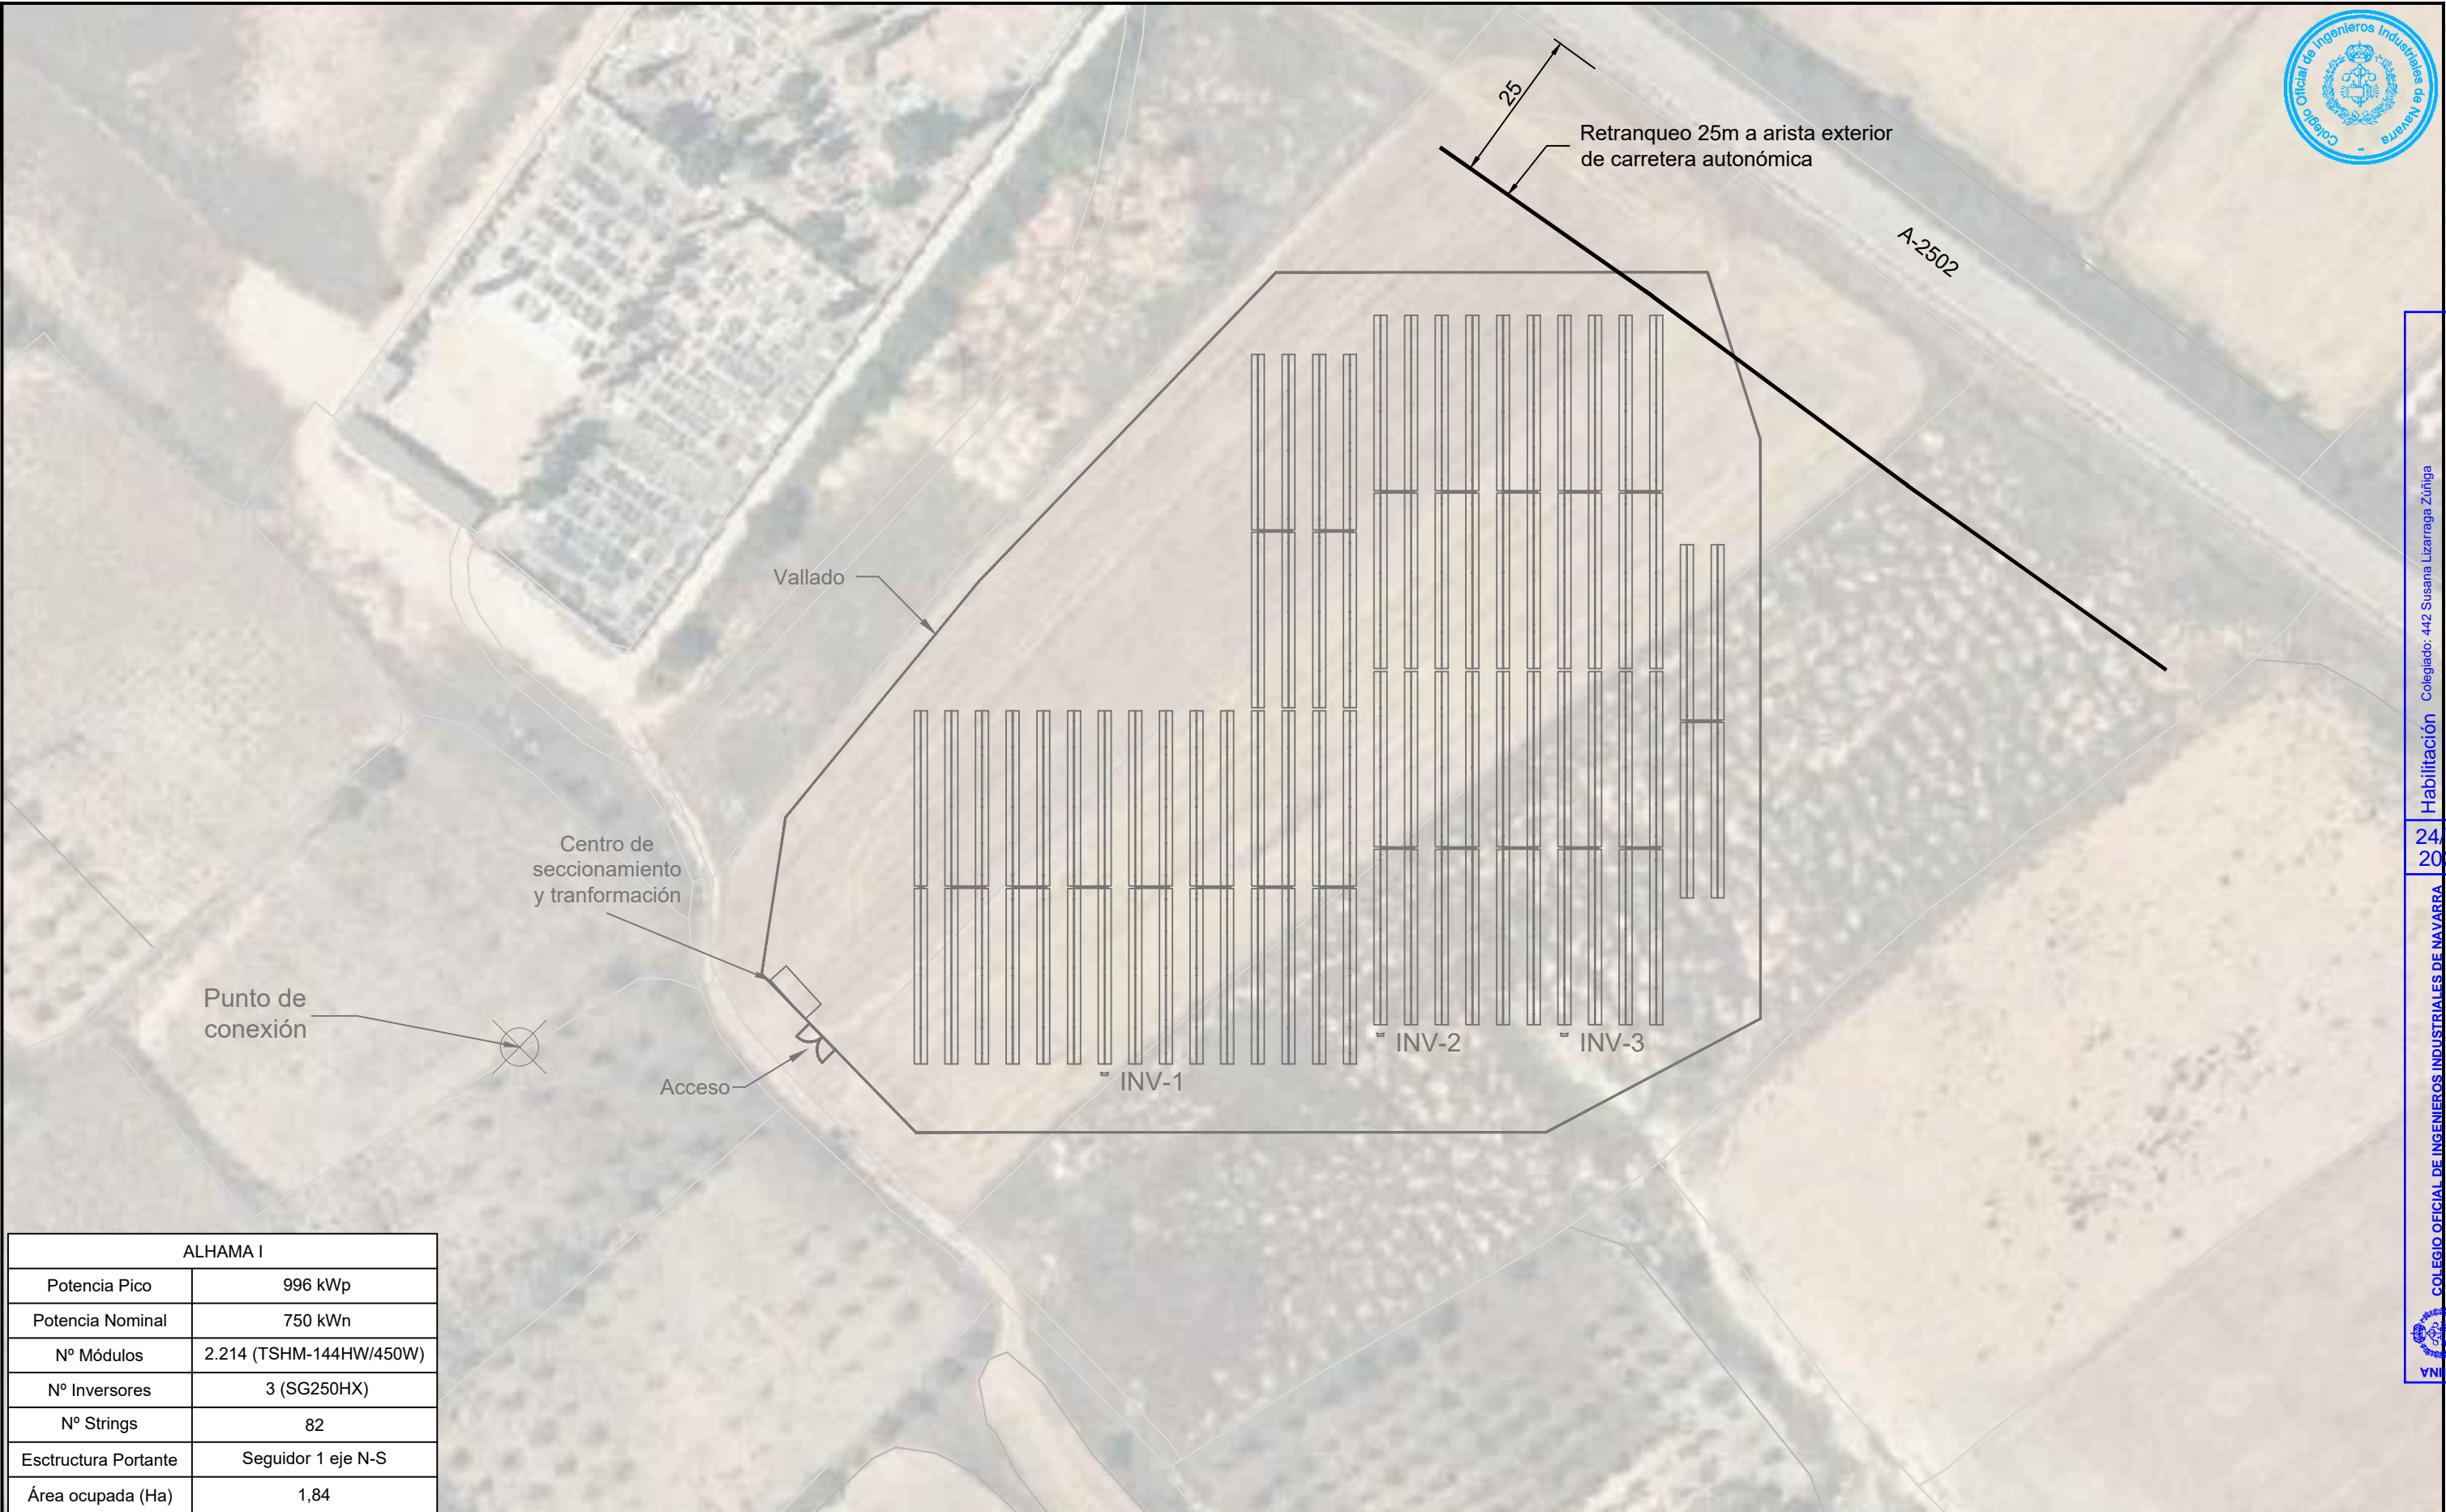 Colegio Oficial de Ingenieros Industriales de Navarra
25
Retranqueo 25m a arista exterior
de carretera autonómica
A-2502
Vallado
Centro de
seccionamiento
y tranformación
Punto de
conexión
Acceso
INV-1
INV-2
INV-3
ALHAMA I
Potencia Pico 996 kWp
Potencia Nominal 750 kWn
Nº Módulos 2.214 (TSHM-144HW/450W)
Nº Inversores 3 (SG250HX)
Nº Strings 82
Esctructura Portante Seguidor 1 eje N-S
Área ocupada (Ha) 1,84
Habilitación Colegiado: 442 Susana Lizarraga Zúñiga
24/
20
COLEGIO OFICIAL DE INGENIEROS INDUSTRIALES DE NAVARRA